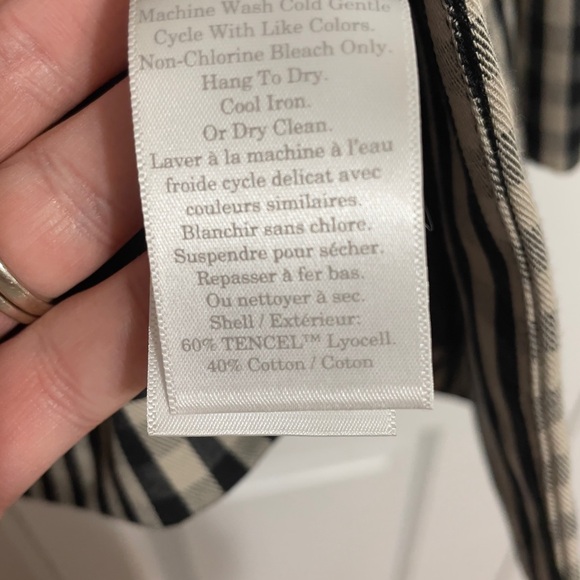 Machine Wash Cold Gentle
Cycle With Like Colors.
Non-Chlorine Bleach Only.
Hang To Dry.
Cool Iron.
Or Dry Clean.
Laver à la machine à l'eau
froide cycle delicat avec
couleurs similaires.
Blanchir sans chlore.
Suspendre pour sécher.
Repasser à fer bas.
Ou nettoyer à sec.
Shell / Extérieur:
60% TENCEL™ Lyocell.
40% Cotton / Coton